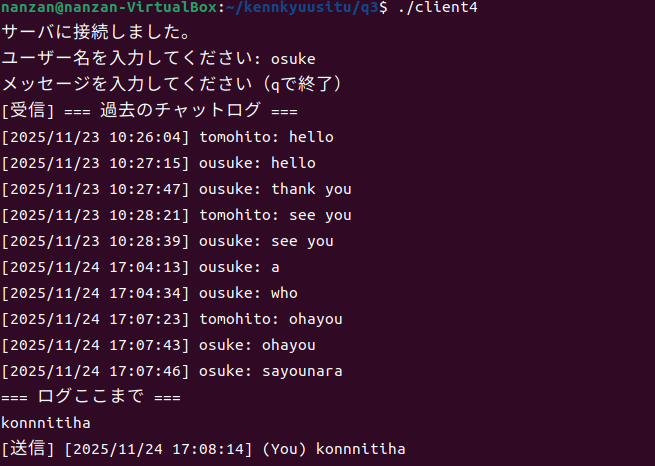 nanzan@nanzan-VirtualBox:~/kennkyuusitu/q3$ ./client4
サーバに接続しました。
ユーザー名を入力してください: osuke
メッセージを入力してください（qで終了）
[受信] === 過去のチャットログ ===
[2025/11/23 10:26:04] tomohito: hello
[2025/11/23 10:27:15] ousuke: hello
[2025/11/23 10:27:47] ousuke: thank you
[2025/11/23 10:28:21] tomohito: see you
[2025/11/23 10:28:39] ousuke: see you
[2025/11/24 17:04:13] ousuke: a
[2025/11/24 17:04:34] ousuke: who
[2025/11/24 17:07:23] tomohito: ohayou
[2025/11/24 17:07:43] osuke: ohayou
[2025/11/24 17:07:46] osuke: sayounara
=== ログここまで ===
konnnitiha
[送信] [2025/11/24 17:08:14] (You) konnnitiha